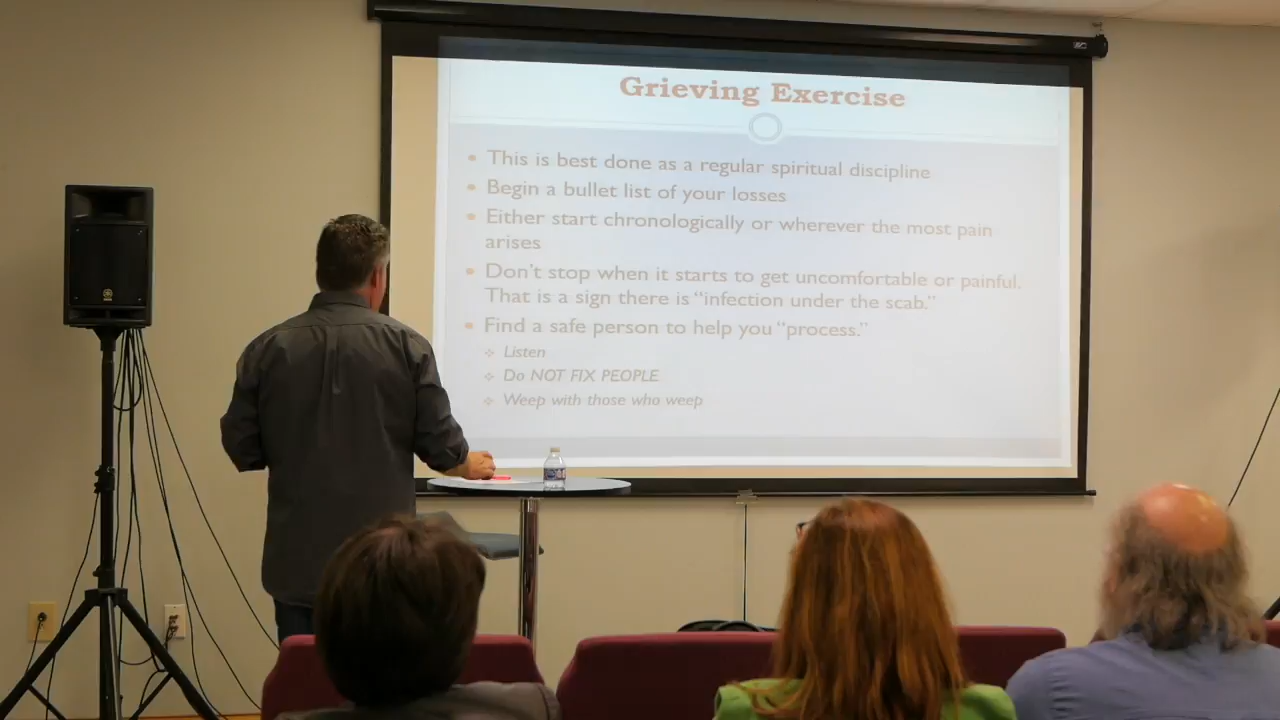 Grieving Exercise
• This is best done as a regular spiritual discipline
• Begin a bullet list of your losses
• Either start chronologically or wherever the most pain
arises
• Don't stop when it starts to get uncomfortable or painful.
That is a sign there is “infection under the scab.”
• Find a safe person to help you “process.”
❖ Listen
❖ Do NOT FIX PEOPLE
❖ Weep with those who weep